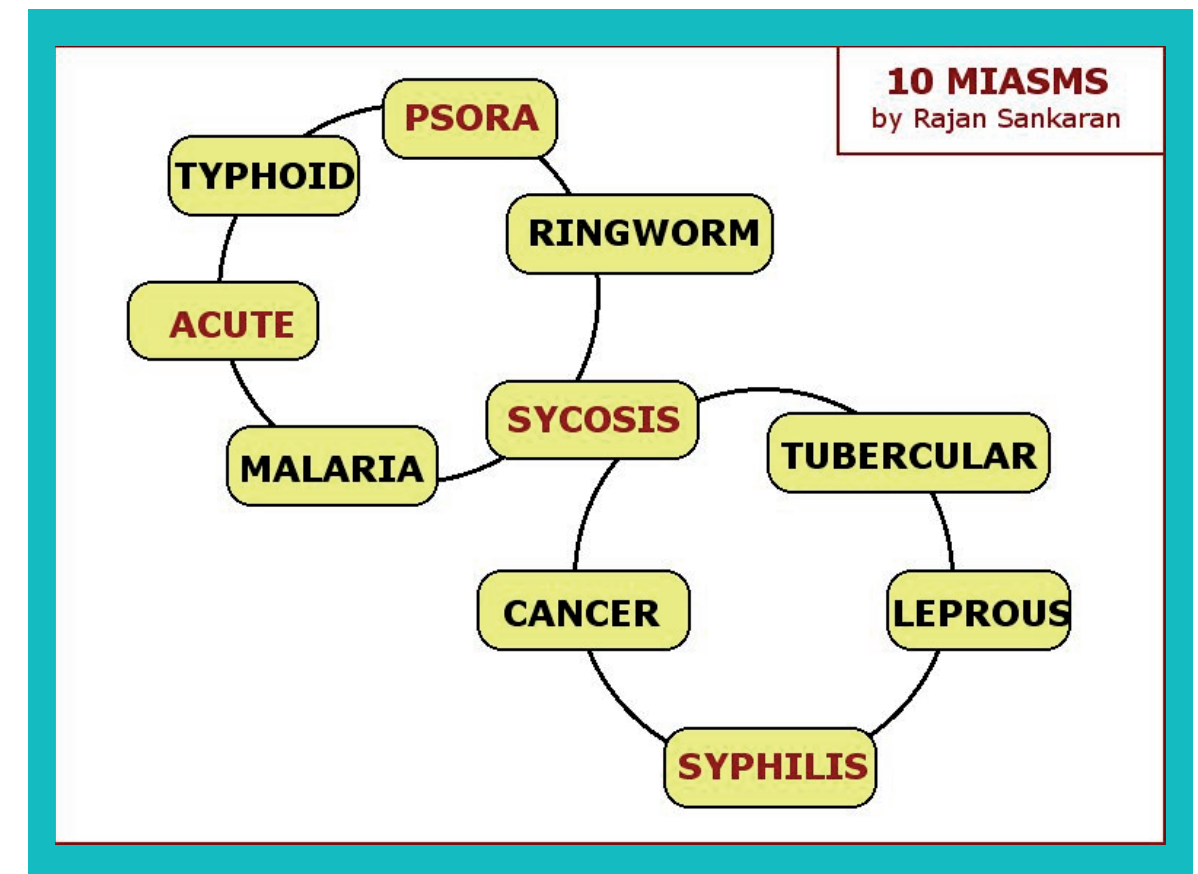 10 MIASMS
by Rajan Sankaran
PSORA
TYPHOID
RINGWORM
ACUTE
SYCOSIS
MALARIA
TUBERCULAR
CANCER
LEPROUS
SYPHILIS